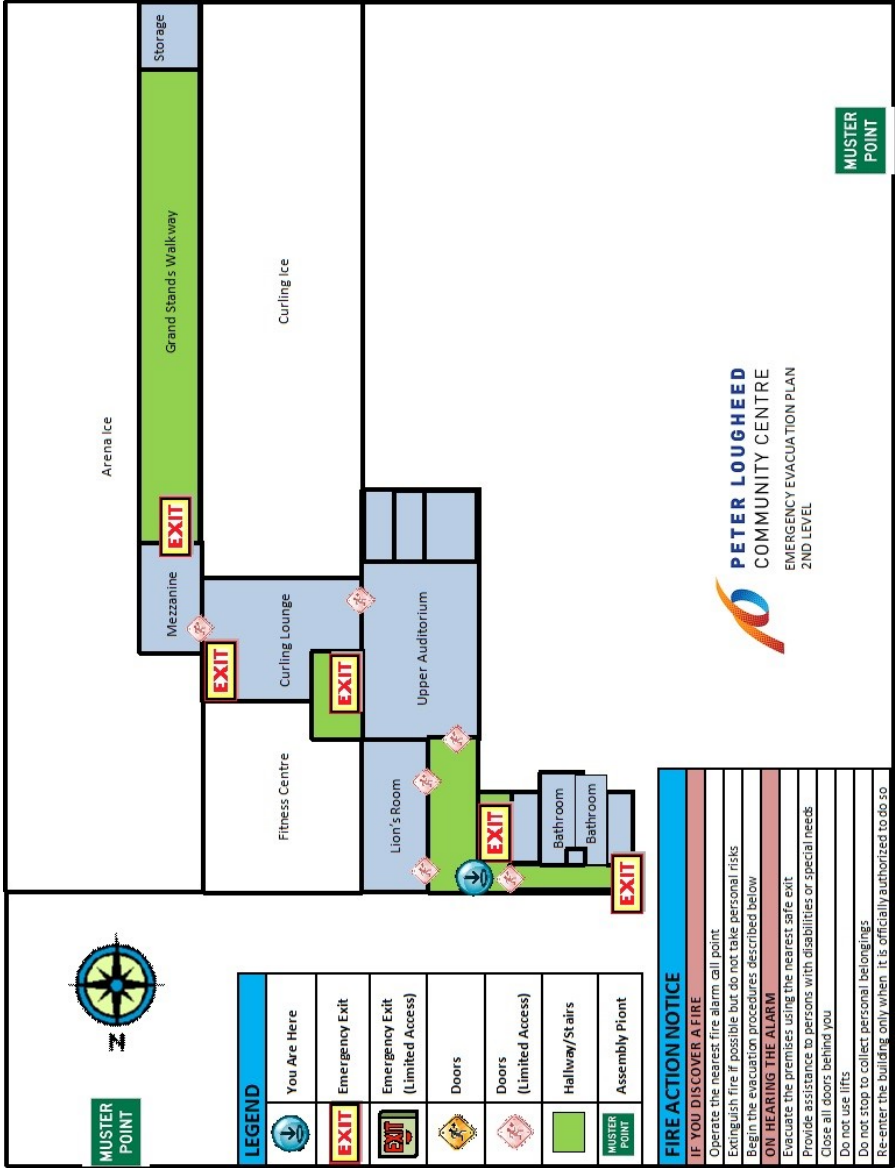 MUSTER
POINT
N
Arena Ice
Mezzanine
EXIT
Grand Stands Walkway
Storage
EXIT
Fitness Centre
Curling Lounge
Curling Ice
EXIT
Lion's Room
Upper Auditorium
EXIT
Bathroom
Bathroom
EXIT
LEGEND
You Are Here
EXIT
Emergency Exit
EXIT
Emergency Exit
(Limited Access)
Doors
Doors
(Limited Access)
Hallway/Stairs
MUSTER
POINT
Assembly Piont
FIRE ACTION NOTICE
IF YOU DISCOVER A FIRE
Operate the nearest fire alarm call point
Extinguish fire if possible but do not take personal risks
Begin the evacuation procedures described below
ON HEARING THE ALARM
Evacuate the premises using the nearest safe exit
Provide assistance to persons with disabilities or special needs
Close all doors behind you
Do not use lifts
Do not stop to collect personal belongings
Re-enter the building only when it is officially authorized to do so
PETER LOUGHEED
COMMUNITY CENTRE
EMERGENCY EVACUATION PLAN
2ND LEVEL
MUSTER
POINT